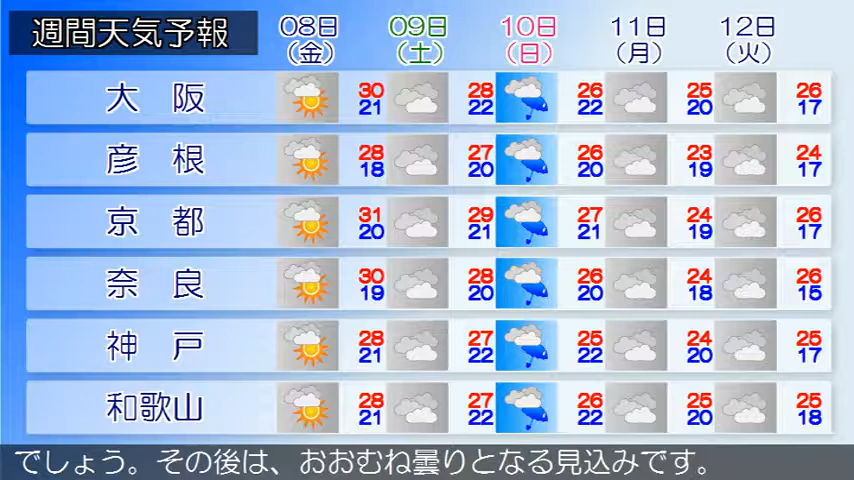 週間天気予報 08日 09日 10日 11日 12日
(金) (土) (日) (月) (火)
大阪 30 28 26 25 26
21 22 22 20 17
彦根 28 27 26 23 24
18 20 20 19 17
京都 31 29 27 24 26
20 21 21 19 17
奈良 30 28 26 24 26
19 20 20 18 15
神戸 28 27 25 24 25
21 22 22 20 17
和歌山 28 27 26 25 25
21 22 22 20 18
でしょう。その後は、おおむね曇りとなる見込みです。